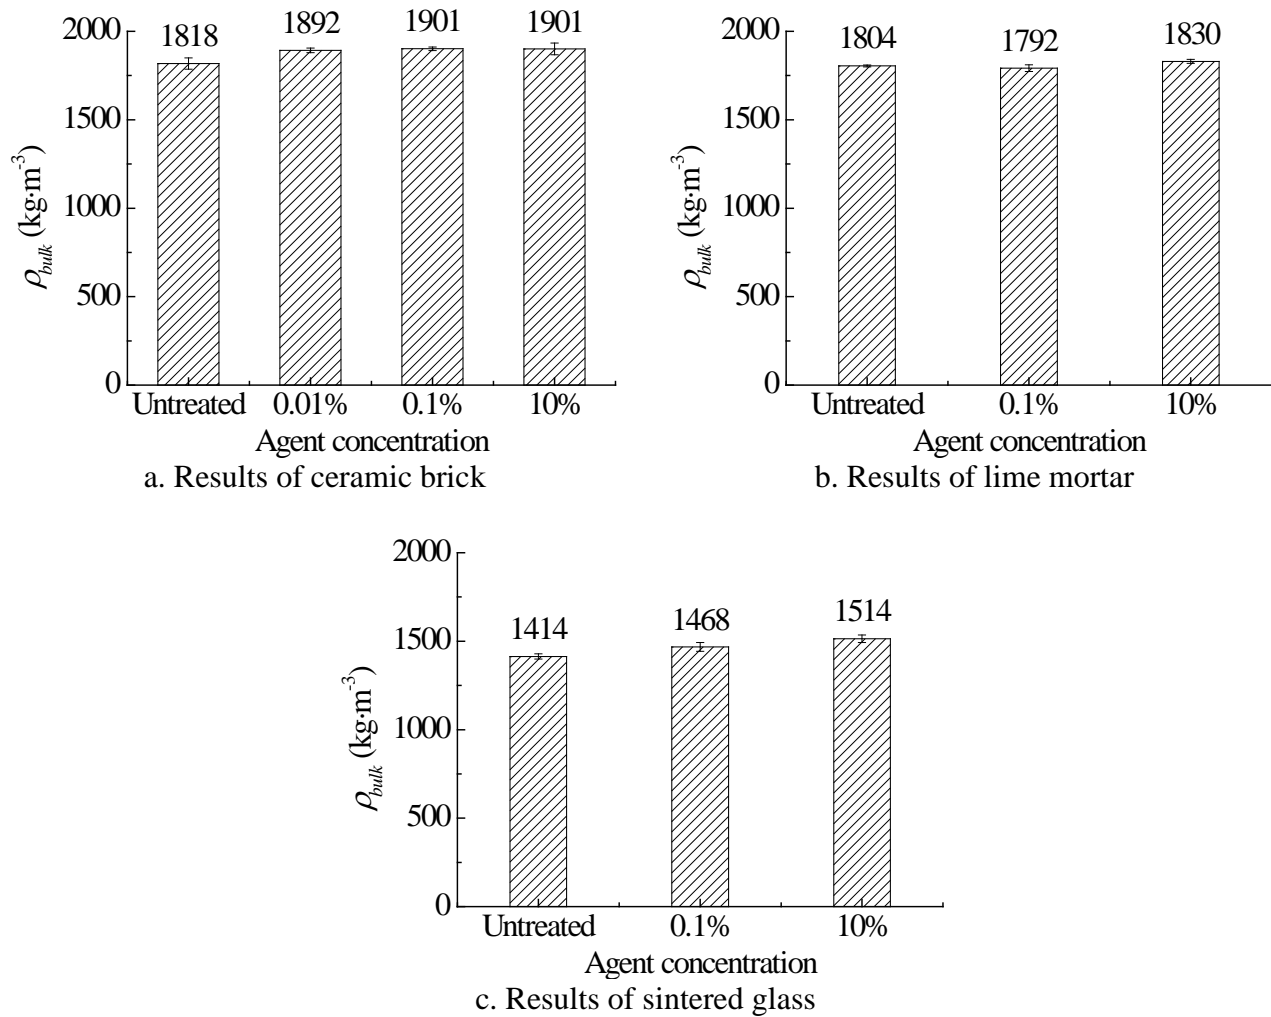 2000
1500
1000
500
0
ρbulk (kg·m-3)
1818
1892
1901
1901
Untreated 0.01% 0.1% 10%
Agent concentration
a. Results of ceramic brick
2000
1500
1000
500
0
ρbulk (kg·m-3)
1804
1792
1830
Untreated 0.1% 10%
Agent concentration
b. Results of lime mortar
2000
1500
1000
500
0
ρbulk (kg·m-3)
1414
1468
1514
Untreated 0.1% 10%
Agent concentration
c. Results of sintered glass